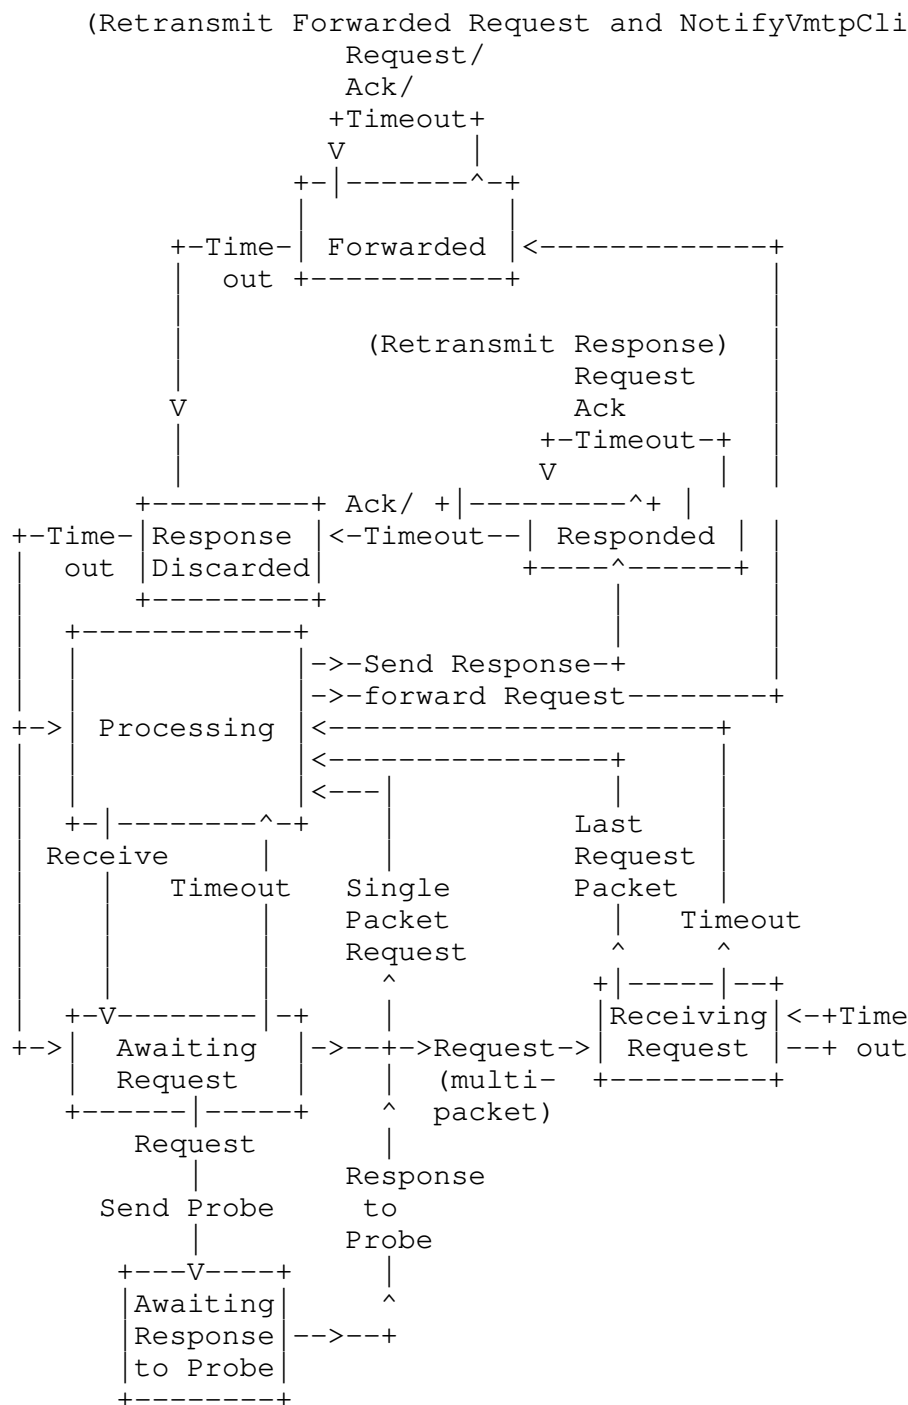 (Retransmit Forwarded Request and NotifyVmtpCli
Request/
Ack/
Timeout
Time- Forwarded
out
(Retransmit Response)
Request
Ack
Timeout
Ack/
Time- Response Timeout Responded
out Discarded
Send Response
forward Request
Processing
Last
Receive Request
Timeout Single Packet
Packet Timeout
Request
Receiving Time
Awaiting Request Request out
Request (multi-
packet)
Request
Response
Send Probe to
Probe
Awaiting
Response
to Probe